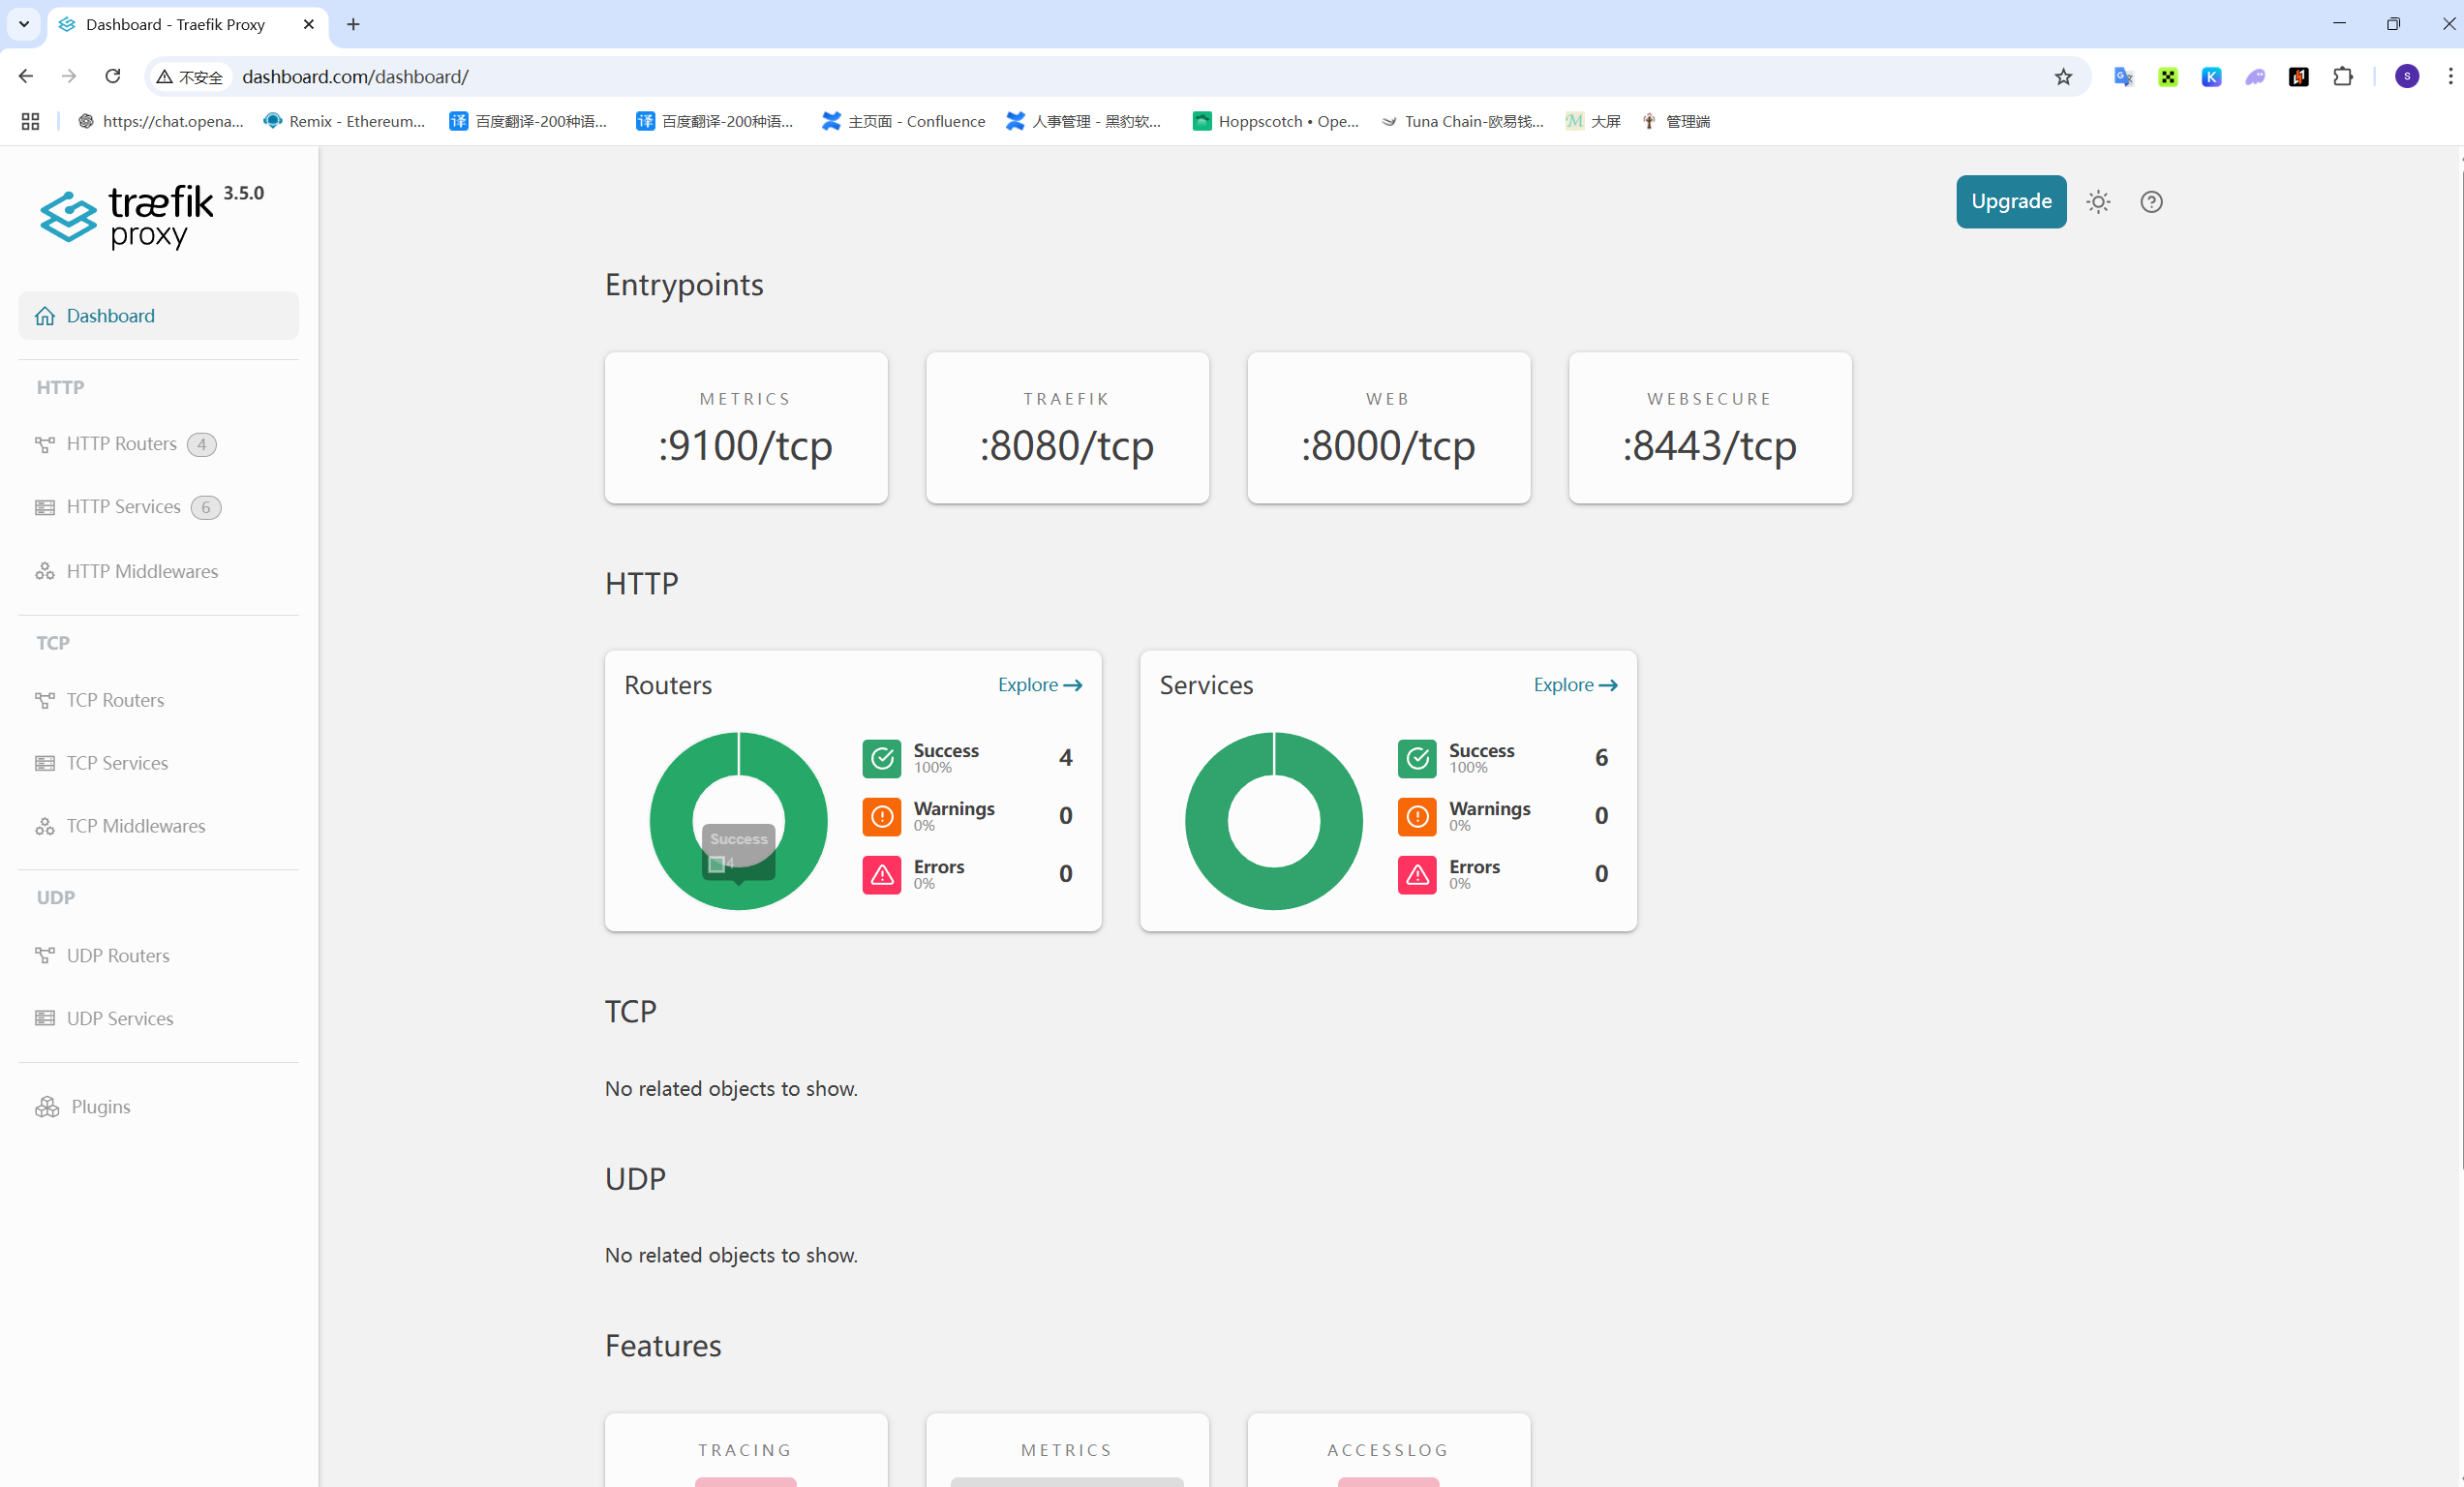 Dashboard - Traefik Proxy
不安全 dashboard.com/dashboard/
https://chat.opena... Remix - Ethereum... 译 百度翻译-200种语... 译 百度翻译-200种语... 主页面 - Confluence 人事管理 - 黑豹软... Hoppscotch • Ope... Tuna Chain-欧易钱... M 大屏 管理端
træfik proxy 3.5.0
Dashboard
HTTP
HTTP Routers 4
HTTP Services 6
HTTP Middlewares
TCP
TCP Routers
TCP Services
TCP Middlewares
UDP
UDP Routers
UDP Services
Plugins
Upgrade
Entrypoints
METRICS
:9100/tcp
TRAEFIK
:8080/tcp
WEB
:8000/tcp
WEBSECURE
:8443/tcp
HTTP
Routers Explore
Success 4
100%
Warnings 0
0%
Errors 0
0%
Success
4
Services Explore
Success 6
100%
Warnings 0
0%
Errors 0
0%
TCP
No related objects to show.
UDP
No related objects to show.
Features
TRACING
METRICS
ACCESSLOG